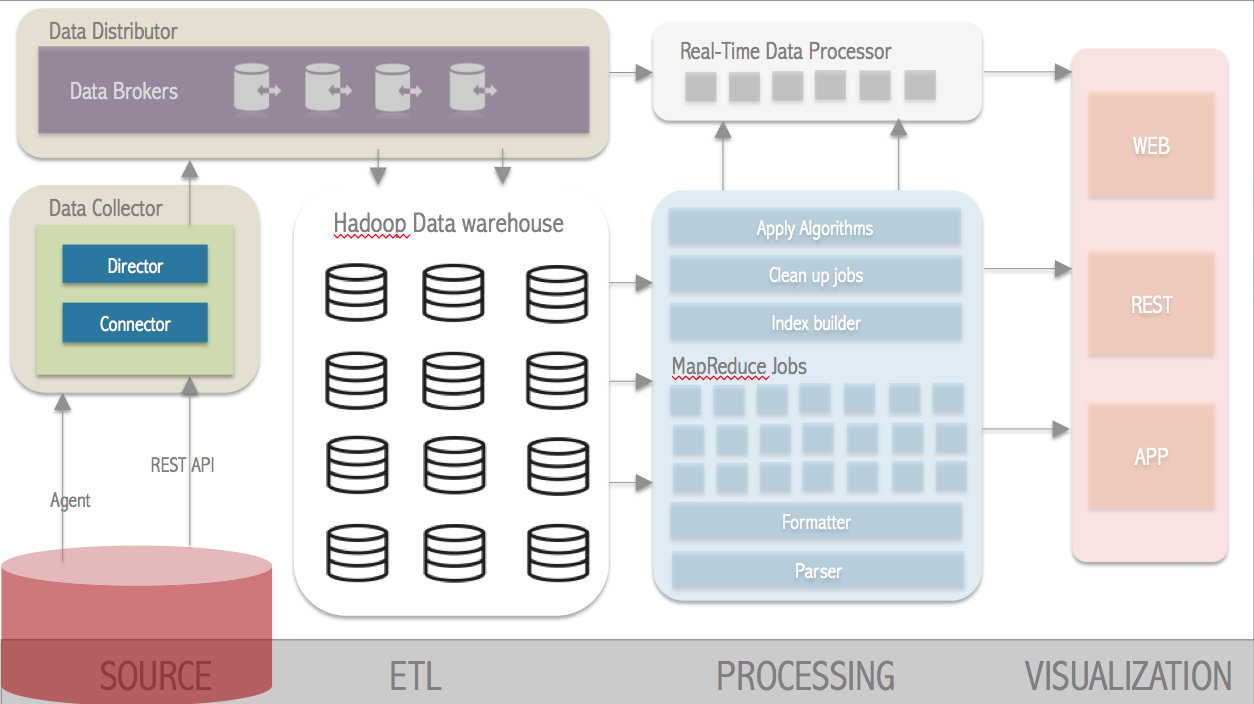 Data Distributor
Data Brokers
Real-Time Data Processor
Data Collector
Director
Connector
REST API
Agent
Hadoop Data warehouse
Apply Algorithms
Clean up jobs
Index builder
MapReduce Jobs
Formatter
Parser
WEB
REST
APP
SOURCE
ETL
PROCESSING
VISUALIZATION